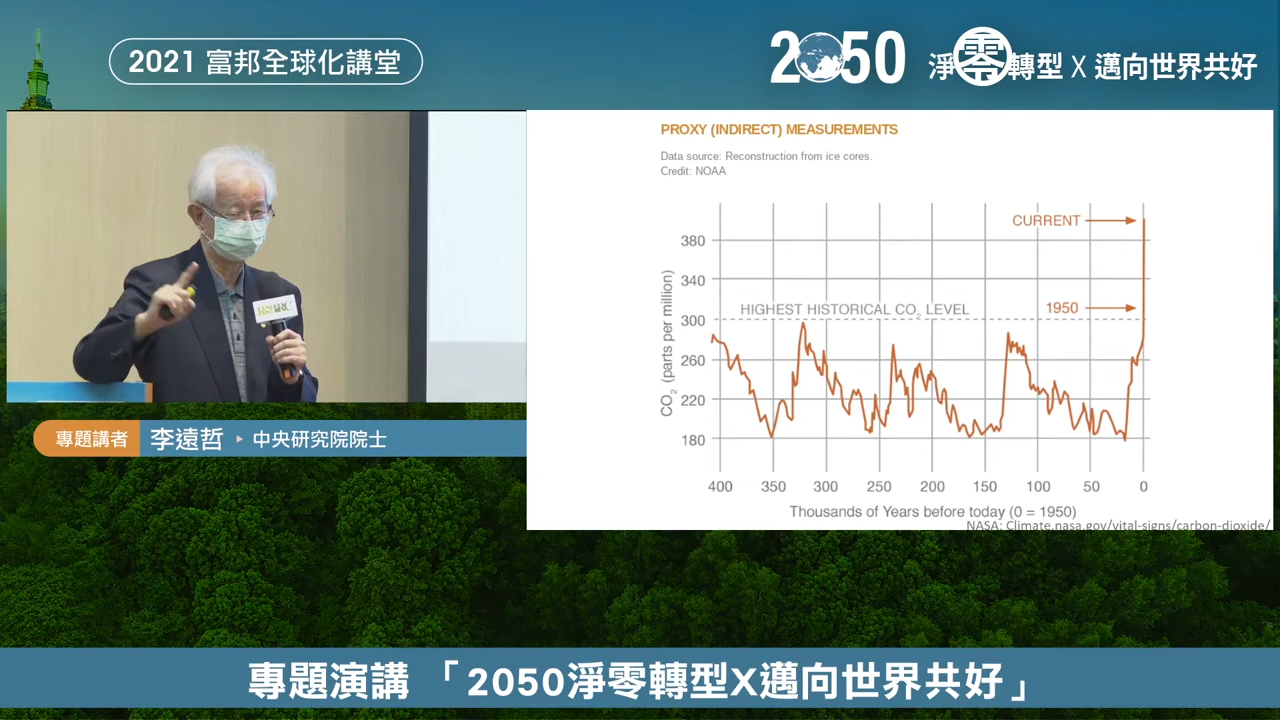 2021 富邦全球化講堂
2050 淨零轉型 X 邁向世界共好
PROXY (INDIRECT) MEASUREMENTS
Data source: Reconstruction from ice cores.
Credit: NOAA
CURRENT
380
340
HIGHEST HISTORICAL CO₂ LEVEL
1950
300
260
220
180
CO₂ (parts per million)
400 350 300 250 200 150 100 50 0
Thousands of Years before today (0 = 1950)
NASA: Climate.nasa.gov/vital-signs/carbon-dioxide/
專題講者 李遠哲 ▸ 中央研究院院士
專題演講 「2050淨零轉型X邁向世界共好」